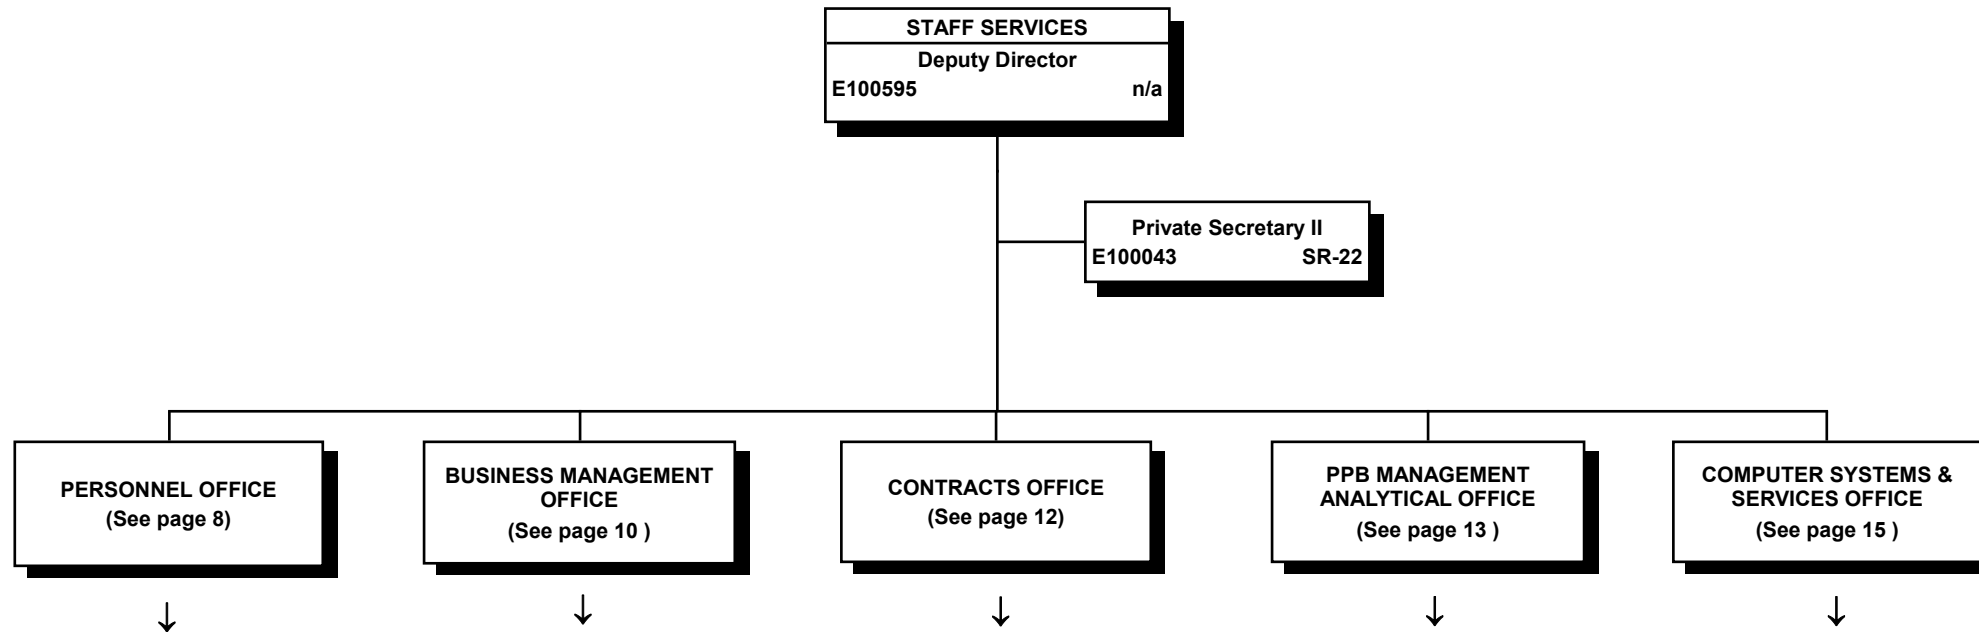 STAFF SERVICES
Deputy Director
E100595 n/a
Private Secretary II
E100043 SR-22
PERSONNEL OFFICE
(See page 8)
BUSINESS MANAGEMENT
OFFICE
(See page 10 )
CONTRACTS OFFICE
(See page 12)
PPB MANAGEMENT
ANALYTICAL OFFICE
(See page 13 )
COMPUTER SYSTEMS &
SERVICES OFFICE
(See page 15 )